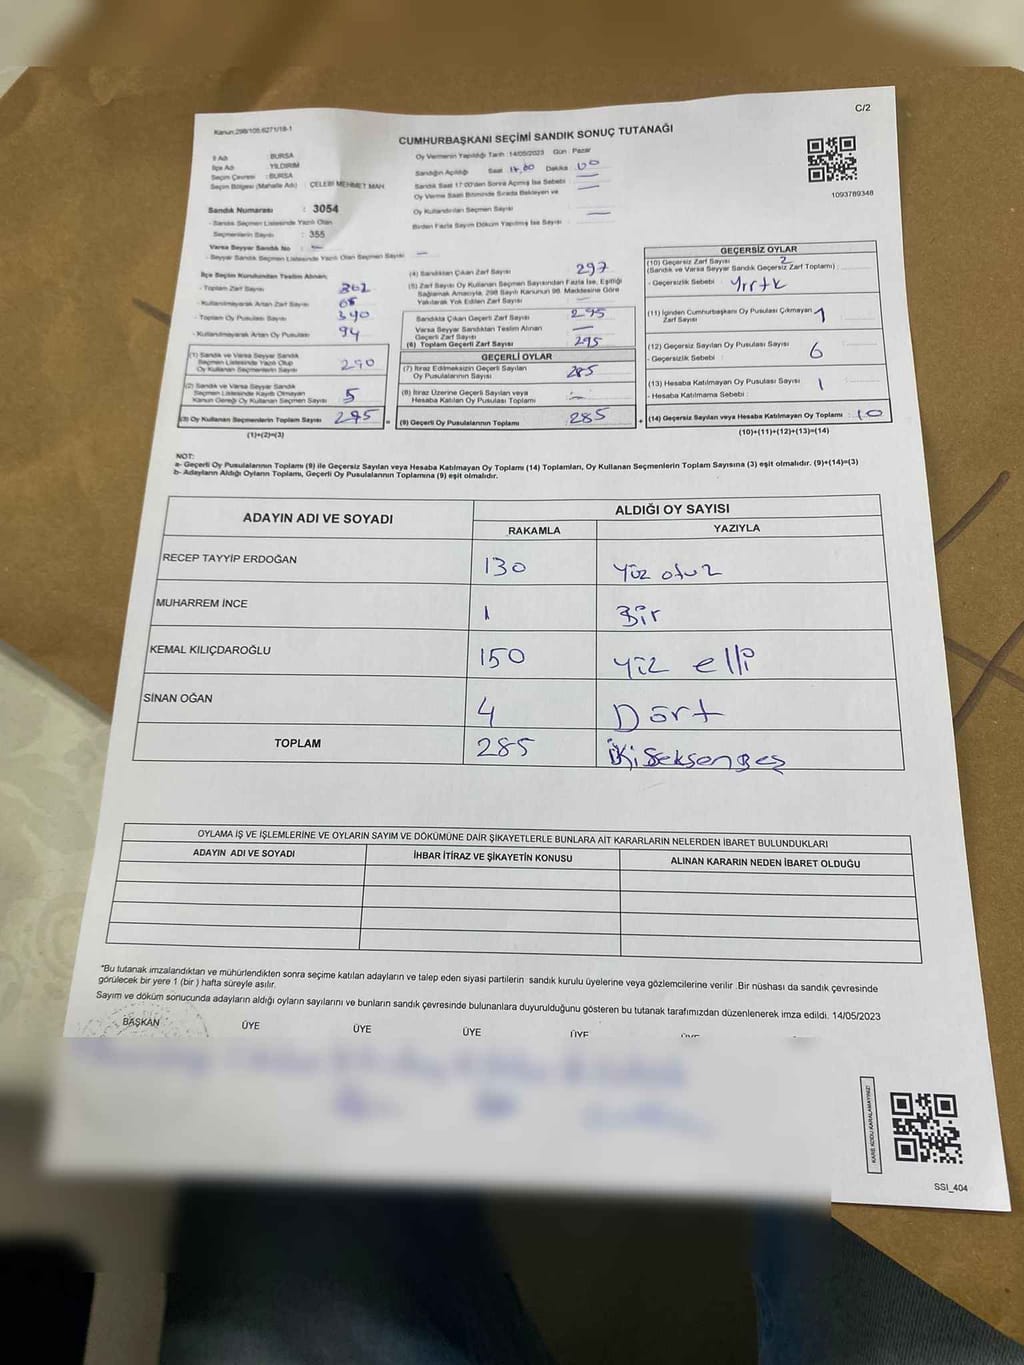 C/2
Kanun:298/105,6271/18-1
CUMHURBAŞKANI SEÇİMİ SANDIK SONUÇ TUTANAĞI
İl Adı : BURSA
İlçe Adı : YILDIRIM
Seçim Çevresi : BURSA
Seçim Bölgesi (Mahalle Adı) : ÇELEBİ MEHMET MAH.
Sandık Numarası : 3054
- Sandık Seçmen Listesinde Yazılı Olan
Seçmenlerin Sayısı : 355
Varsa Seyyar Sandık No : —
- Seyyar Sandık Seçmen Listesinde Yazılı Olan Seçmen Sayısı : —
Oy Vermenin Yapıldığı Tarih : 14/05/2023 Gün : Pazar
Sandığın Açıldığı Saat 17,00 Dakika 00
Sandık Saat 17:00'den Sonra Açılmış İse Sebebi : —
Oy Verme Saati Bitiminde Sırada Bekleyen ve
Oy Kullandırılan Seçmen Sayısı : —
Birden Fazla Sayım Döküm Yapılmış İse Sayısı : —
1093789348
İlçe Seçim Kurulundan Teslim Alınan;
- Toplam Zarf Sayısı : 362
- Kullanılmayarak Artan Zarf Sayısı :
- Toplam Oy Pusulası : 390
- Kullanılmayarak Artan Oy Pusulası : 94
(1) Sandık ve Varsa Seyyar Sandık
Seçmen Listesinde Yazılı Olup
Oy Kullanan Seçmenlerin Sayısı : 290
(2) Sandık ve Varsa Seyyar Sandık
Seçmen Listesinde Kayıtlı Olmayan
Kanun Gereği Oy Kullanan Seçmen Sayısı : 5
(3) Oy Kullanan Seçmenlerin Toplam Sayısı : 295
(1)+(2)=(3)
(4) Sandıktan Çıkan Zarf Sayısı : 297
(5) Zarf Sayısı Oy Kullanan Seçmen Sayısından Fazla İse, Eşitliği
Sağlamak Amacıyla, 298 Sayılı Kanunun 98. Maddesine Göre
Yakılarak Yok Edilen Zarf Sayısı : —
Sandıkta Çıkan Geçerli Zarf Sayısı : 295
Varsa Seyyar Sandıktan Teslim Alınan
Geçerli Zarf Sayısı : —
(6) Toplam Geçerli Zarf Sayısı : 295
GEÇERLİ OYLAR
(7) İtiraz Edilmeksizin Geçerli Sayılan
Oy Pusulalarının Sayısı : 285
(8) İtiraz Üzerine Geçerli Sayılan veya
Hesaba Katılan Oy Pusulası Toplamı : —
(9) Geçerli Oy Pusulalarının Toplamı : 285
GEÇERSİZ OYLAR
(10) Geçersiz Zarf Sayısı : 2
(Sandık ve Varsa Seyyar Sandık Geçersiz Zarf Toplamı)
- Geçersizlik Sebebi : Yırtık
(11) İçinden Cumhurbaşkanı Oy Pusulası Çıkmayan : 1
Zarf Sayısı
(12) Geçersiz Sayılan Oy Pusulası Sayısı : 6
- Geçersizlik Sebebi :
(13) Hesaba Katılmayan Oy Pusulası Sayısı : 1
- Hesaba Katılmama Sebebi :
(14) Geçersiz Sayılan veya Hesaba Katılmayan Oy Toplamı : 10
(10)+(11)+(12)+(13)=(14)
NOT:
a- Geçerli Oy Pusulalarının Toplamı (9) ile Geçersiz Sayılan veya Hesaba Katılmayan Oy Toplamı (14) Toplamları, Oy Kullanan Seçmenlerin Toplam Sayısına (3) eşit olmalıdır. (9)+(14)=(3)
b- Adayların Aldığı Oyların Toplamı, Geçerli Oy Pusulalarının Toplamına (9) eşit olmalıdır.
ADAYIN ADI VE SOYADI ALDIĞI OY SAYISI
RAKAMLA YAZIYLA
RECEP TAYYİP ERDOĞAN 130 Yüz otuz
MUHARREM İNCE 1 Bir
KEMAL KILIÇDAROĞLU 150 Yüz elli
SİNAN OĞAN 4 Dört
TOPLAM 285 İkiseksenBeş
OYLAMA İŞ VE İŞLEMLERİNE VE OYLARIN SAYIM VE DÖKÜMÜNE DAİR ŞİKAYETLERLE BUNLARA AİT KARARLARIN NELERDEN İBARET BULUNDUKLARI
ADAYIN ADI VE SOYADI İHBAR İTİRAZ VE ŞİKAYETİN KONUSU ALINAN KARARIN NEDEN İBARET OLDUĞU
*Bu tutanak imzalandıktan ve mühürlendikten sonra seçime katılan adayların ve talep eden siyasi partilerin sandık kurulu üyelerine veya gözlemcilerine verilir .Bir nüshası da sandık çevresinde
görülecek bir yere 1 (bir ) hafta süreyle asılır.
Sayım ve döküm sonucunda adayların aldığı oyların sayılarını ve bunların sandık çevresinde bulunanlara duyurulduğunu gösteren bu tutanak tarafımızdan düzenlenerek imza edildi. 14/05/2023
BAŞKAN ÜYE ÜYE ÜYE ÜYE ÜYE
KARE KODU KARALAMAYINIZ!
SSI_404